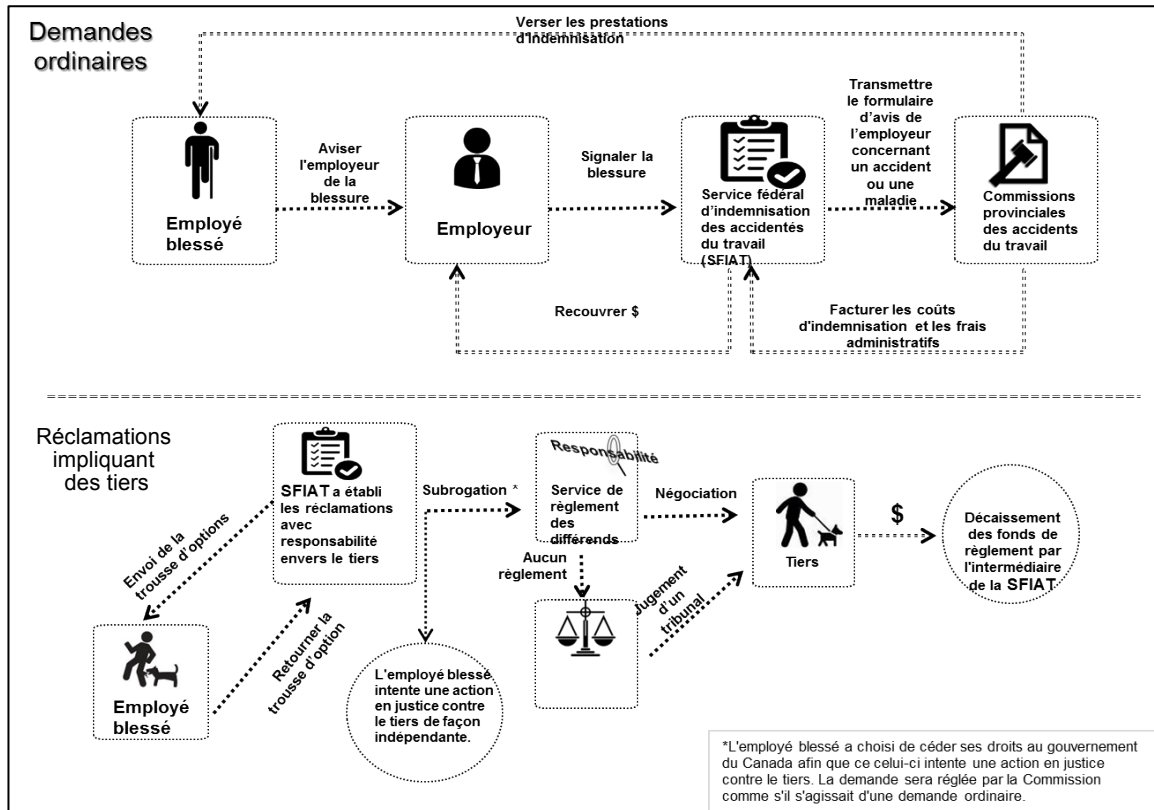 Demandes
ordinaires
Verser les prestations
d'indemnisation
Employé
blessé
Aviser
l'employeur
de la
blessure
Employeur
Signaler la
blessure
Service fédéral
d'indemnisation
des accidentés
du travail
(SFIAT)
Transmettre
le formulaire
d'avis de
l'employeur
concernant
un accident
ou une
maladie
Commissions
provinciales
des accidents
du travail
Recouvrer $
Facturer les coûts
d'indemnisation et les frais
administratifs
Réclamations
impliquant
des tiers
SFIAT a établi
les réclamations
avec
responsabilité
envers le tiers
Envoi de la
trousse d'options
Employé
blessé
Retourner la
trousse d'option
Subrogation *
L'employé blessé
intente une action
en justice contre
le tiers de façon
indépendante.
Responsabilité
Service de
règlement
des
différends
Aucun
règlement
Négociation
Jugement
d'un
tribunal
Tiers
$
Décaissement
des fonds de
règlement par
l'intermédiaire
de la SFIAT
*L'employé blessé a choisi de céder ses droits au gouvernement
du Canada afin que ce celui-ci intente une action en justice
contre le tiers. La demande sera réglée par la Commission
comme s'il s'agissait d'une demande ordinaire.